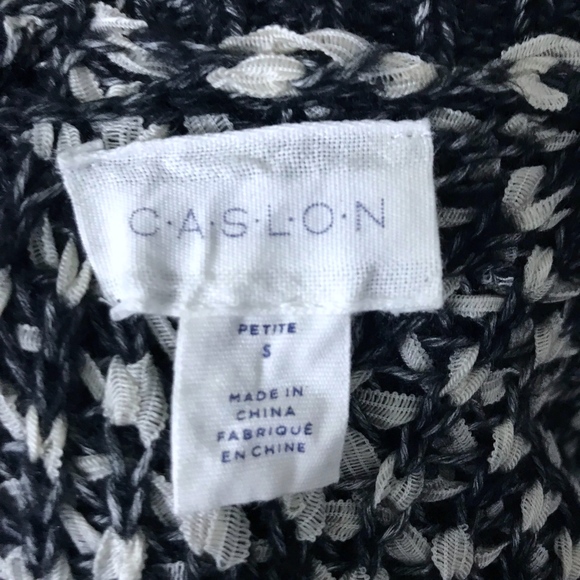 C·A·S·L·O·N
PETITE
S
MADE IN
CHINA
FABRIQUÉ
EN CHINE